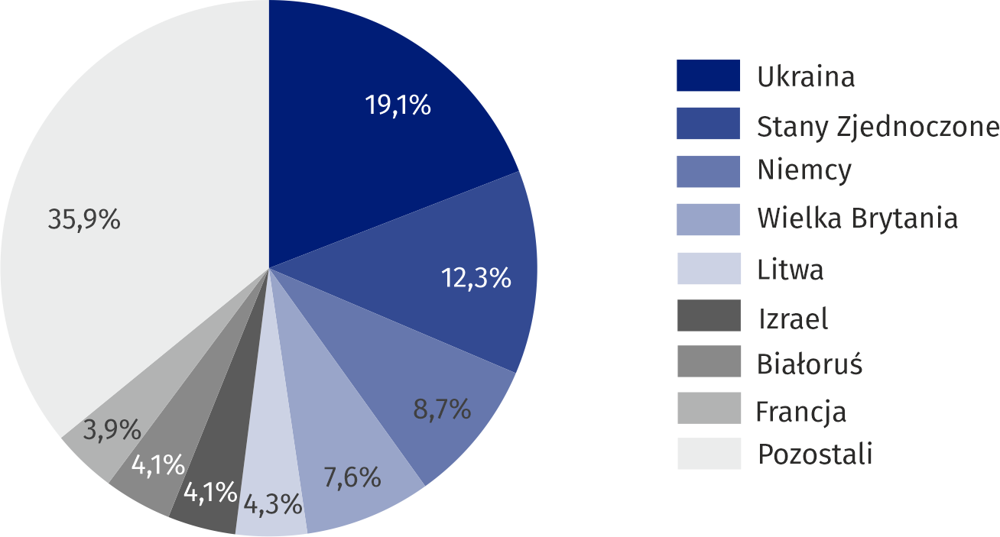 19,1%
12,3%
8,7%
7,6%
4,3%
4,1%
4,1%
3,9%
35,9%
Ukraina
Stany Zjednoczone
Niemcy
Wielka Brytania
Litwa
Izrael
Białoruś
Francja
Pozostali